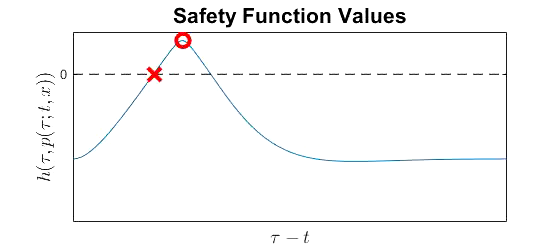 Safety Function Values
h(τ, p(τ; t, x))
0
τ − t